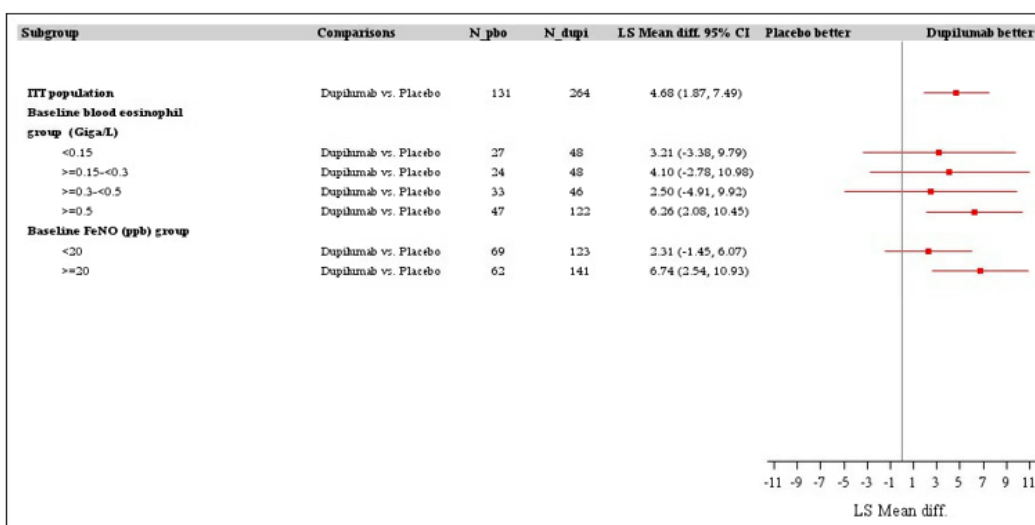 Subgroup Comparisons N_pbo N_dupi LS Mean diff. 95% CI Placebo better Dupilumab better
ITT population Dupilumab vs. Placebo 131 264 4.68 (1.87, 7.49)
Baseline blood eosinophil
group (Giga/L)
<0.15 Dupilumab vs. Placebo 27 48 3.21 (-3.38, 9.79)
>=0.15-<0.3 Dupilumab vs. Placebo 24 48 4.10 (-2.78, 10.98)
>=0.3-<0.5 Dupilumab vs. Placebo 33 46 2.50 (-4.91, 9.92)
>=0.5 Dupilumab vs. Placebo 47 122 6.26 (2.08, 10.45)
Baseline FeNO (ppb) group
<20 Dupilumab vs. Placebo 69 123 2.31 (-1.45, 6.07)
>=20 Dupilumab vs. Placebo 62 141 6.74 (2.54, 10.93)
-11 -9 -7 -5 -3 -1 1 3 5 7 9 11
LS Mean diff.